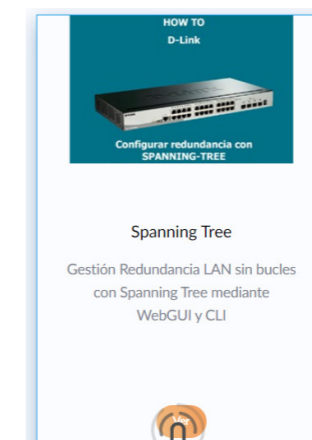 HOW TO
D-Link
Configurar redundancia con
SPANNING-TREE
Spanning Tree
Gestión Redundancia LAN sin bucles
con Spanning Tree mediante
WebGUI y CLI
Ver